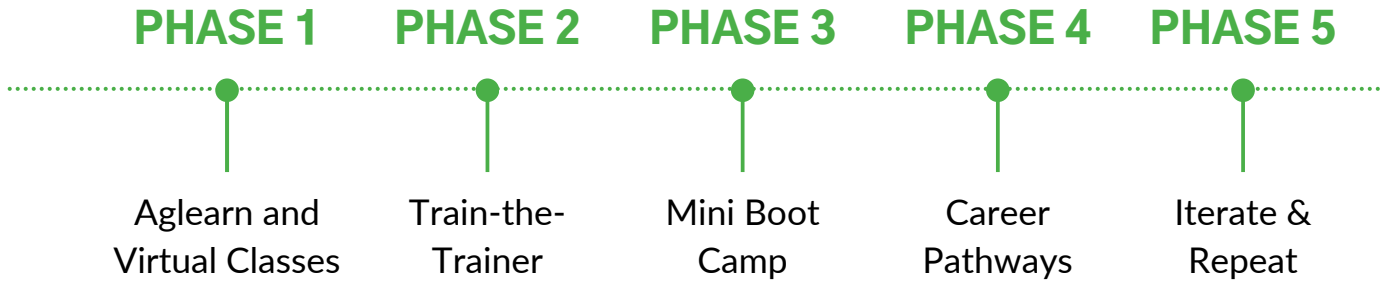 PHASE 1
PHASE 2
PHASE 3
PHASE 4
PHASE 5
Aglearn and
Virtual Classes
Train-the-
Trainer
Mini Boot
Camp
Career
Pathways
Iterate &
Repeat